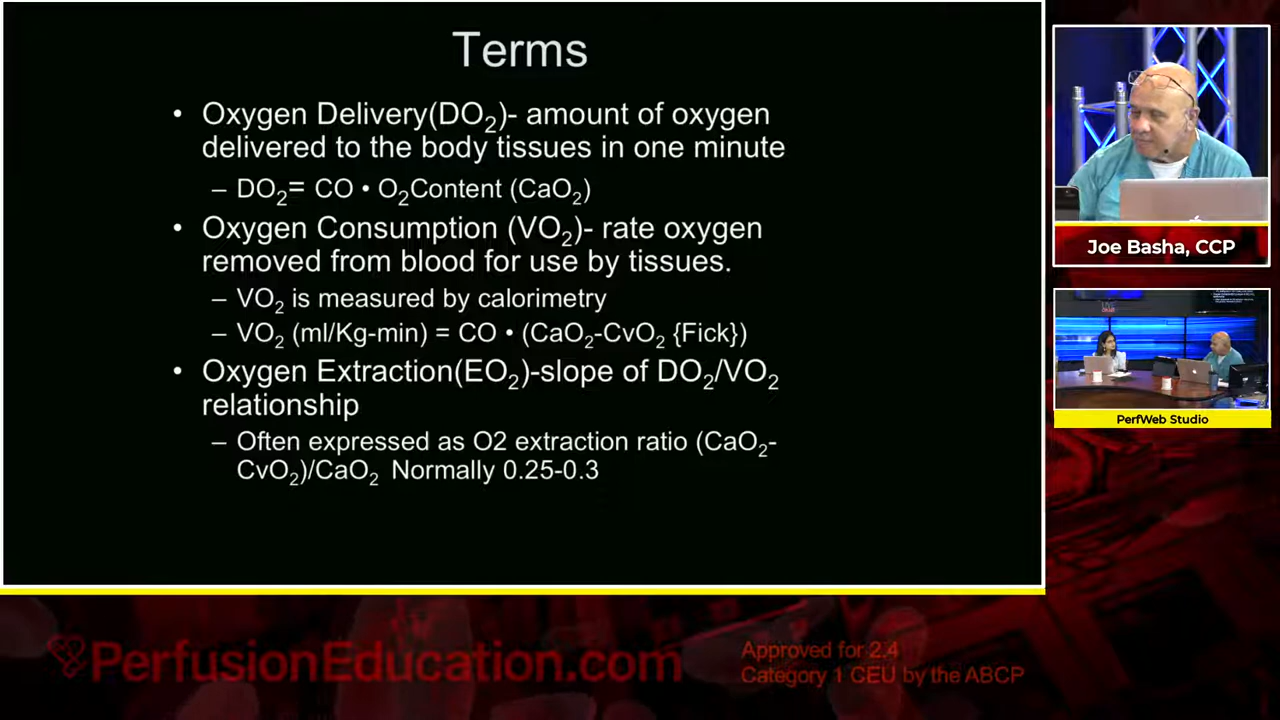 Terms
• Oxygen Delivery(DO₂)- amount of oxygen
delivered to the body tissues in one minute
– DO₂= CO • O₂Content (CaO₂)
• Oxygen Consumption (VO₂)- rate oxygen
removed from blood for use by tissues.
– VO₂ is measured by calorimetry
– VO₂ (ml/Kg-min) = CO • (CaO₂-CvO₂ {Fick})
• Oxygen Extraction(EO₂)-slope of DO₂/VO₂
relationship
– Often expressed as O2 extraction ratio (CaO₂-
CvO₂)/CaO₂ Normally 0.25-0.3
Joe Basha, CCP
PerfWeb Studio
PerfusionEducation.com
Approved for 2.4
Category 1 CEU by the ABCP